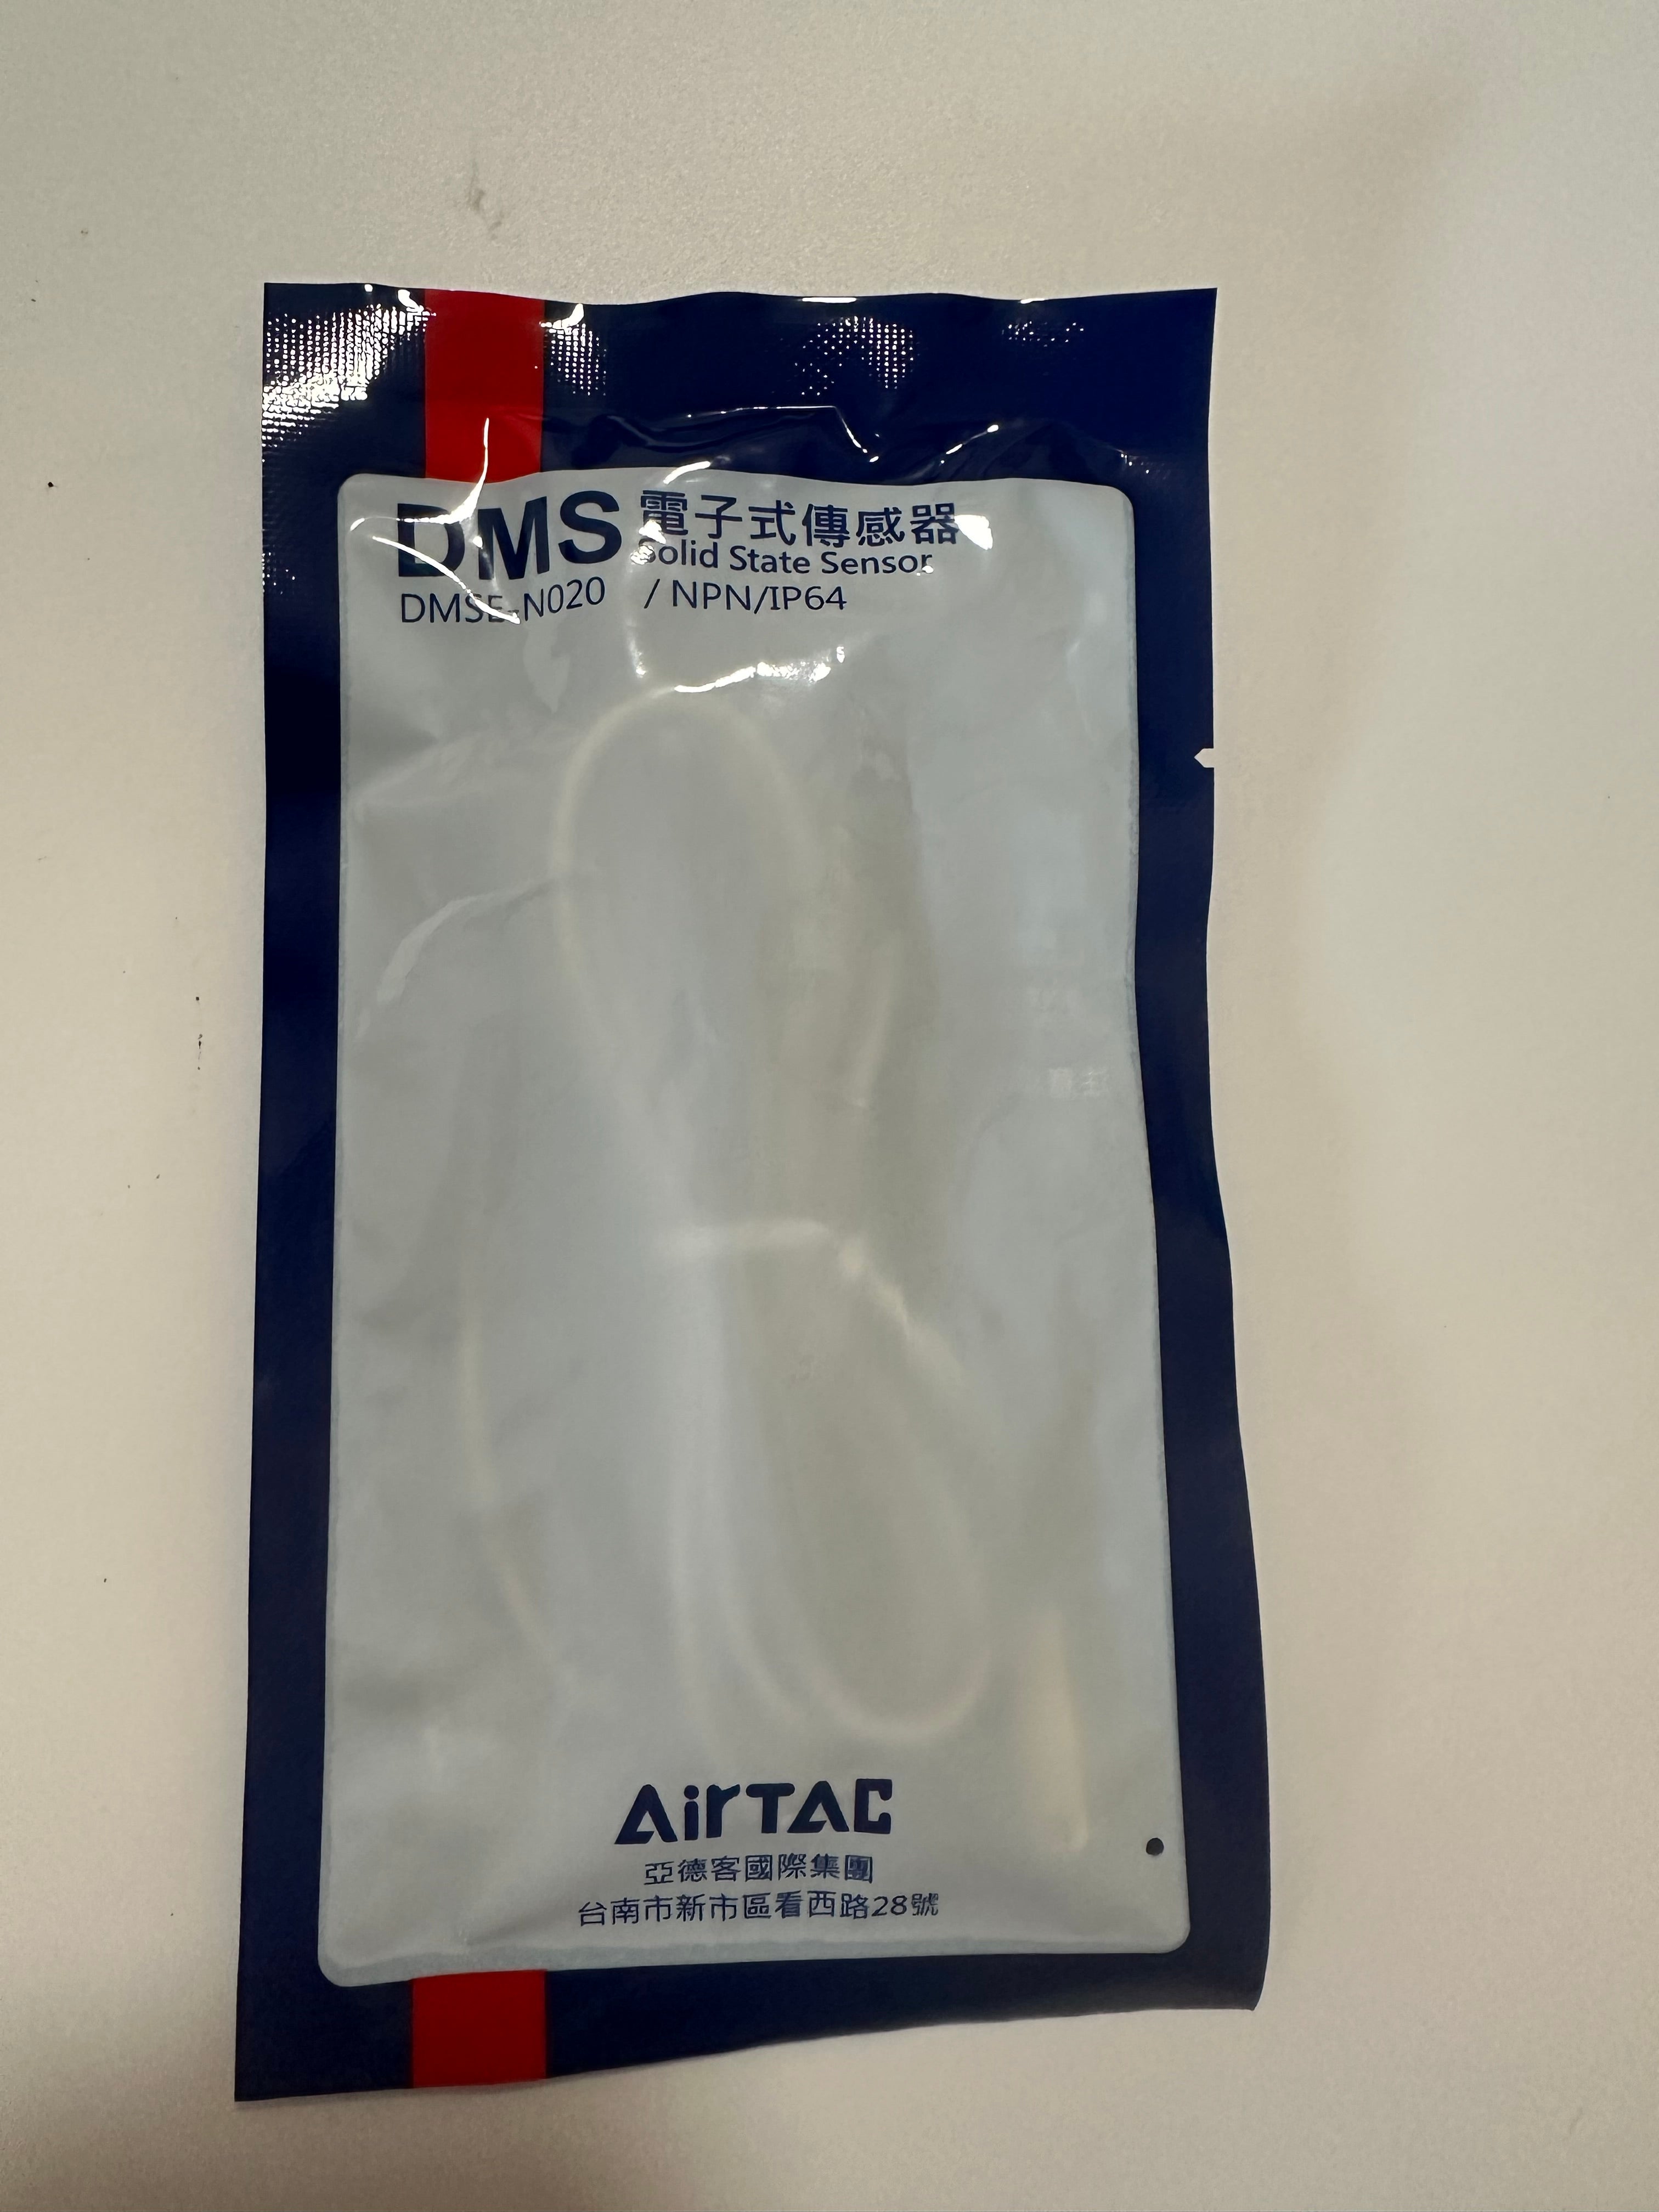 DMS 電子式傳感器
Solid State Sensor
DMSE-N020 / NPN/IP64
AirTAC
亞德客國際集團
台南市新市區看西路28號